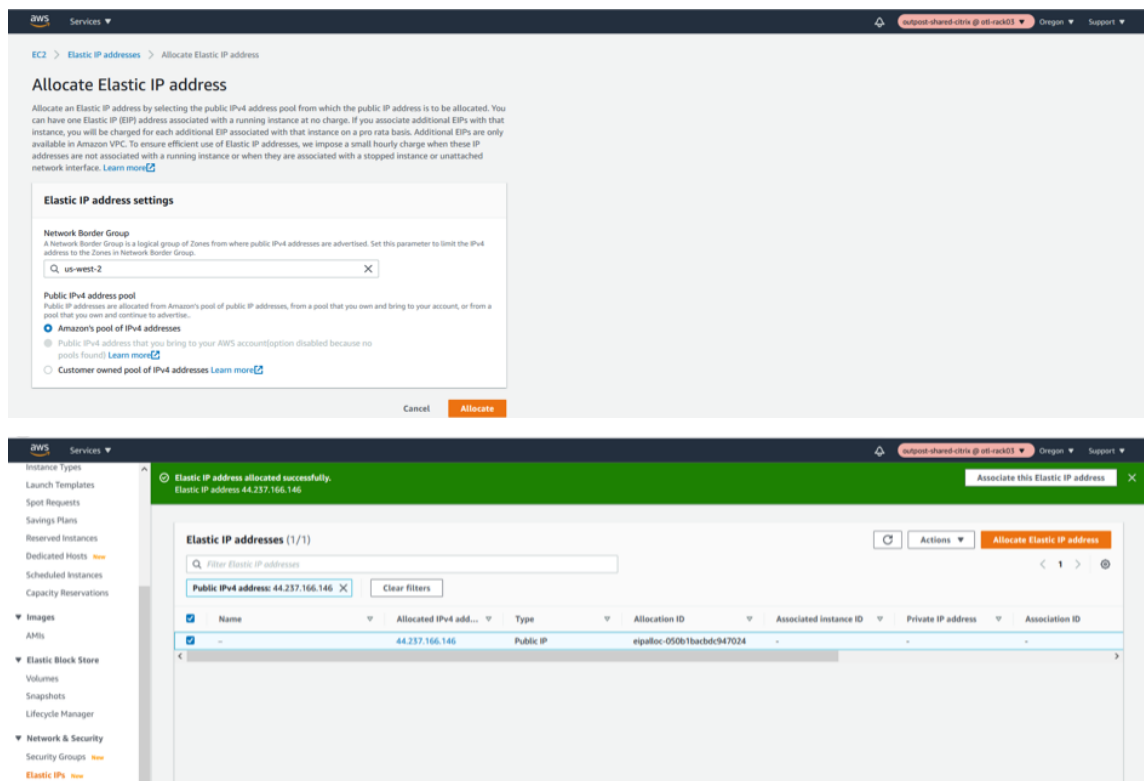 aws Services ▼ outpost-shared-citrix @ otl-rack03 ▼ Oregon ▼ Support ▼
EC2 > Elastic IP addresses > Allocate Elastic IP address
Allocate Elastic IP address
Allocate an Elastic IP address by selecting the public IPv4 address pool from which the public IP address is to be allocated. You
can have one Elastic IP (EIP) address associated with a running instance at no charge. If you associate additional EIPs with that
instance, you will be charged for each additional EIP associated with that instance on a pro rata basis. Additional EIPs are only
available in Amazon VPC. To ensure efficient use of Elastic IP addresses, we impose a small hourly charge when these IP
addresses are not associated with a running instance or when they are associated with a stopped instance or unattached
network interface. Learn more
Elastic IP address settings
Network Border Group
A Network Border Group is a logical group of Zones from where public IPv4 addresses are advertised. Set this parameter to limit the IPv4
address to the Zones in Network Border Group.
us-west-2
Public IPv4 address pool
Public IP addresses are allocated from Amazon's pool of public IP addresses, from a pool that you own and bring to your account, or from a
pool that you own and continue to advertise..
Amazon's pool of IPv4 addresses
Public IPv4 address that you bring to your AWS account(option disabled because no
pools found) Learn more
Customer owned pool of IPv4 addresses Learn more
Cancel Allocate
aws Services ▼ outpost-shared-citrix @ otl-rack03 ▼ Oregon ▼ Support ▼
Instance Types
Launch Templates
Spot Requests
Savings Plans
Reserved Instances
Dedicated Hosts New
Scheduled Instances
Capacity Reservations
Images
AMIs
Elastic Block Store
Volumes
Snapshots
Lifecycle Manager
Network & Security
Security Groups New
Elastic IPs New
Elastic IP address allocated successfully.
Elastic IP address 44.237.166.146
Associate this Elastic IP address
Elastic IP addresses (1/1)
Actions ▼ Allocate Elastic IP address
Filter Elastic IP addresses
< 1 >
Public IPv4 address: 44.237.166.146 Clear filters
Name Allocated IPv4 add... Type Allocation ID Associated instance ID Private IP address Association ID
- 44.237.166.146 Public IP eipalloc-050b1bacbdc947024 - - -